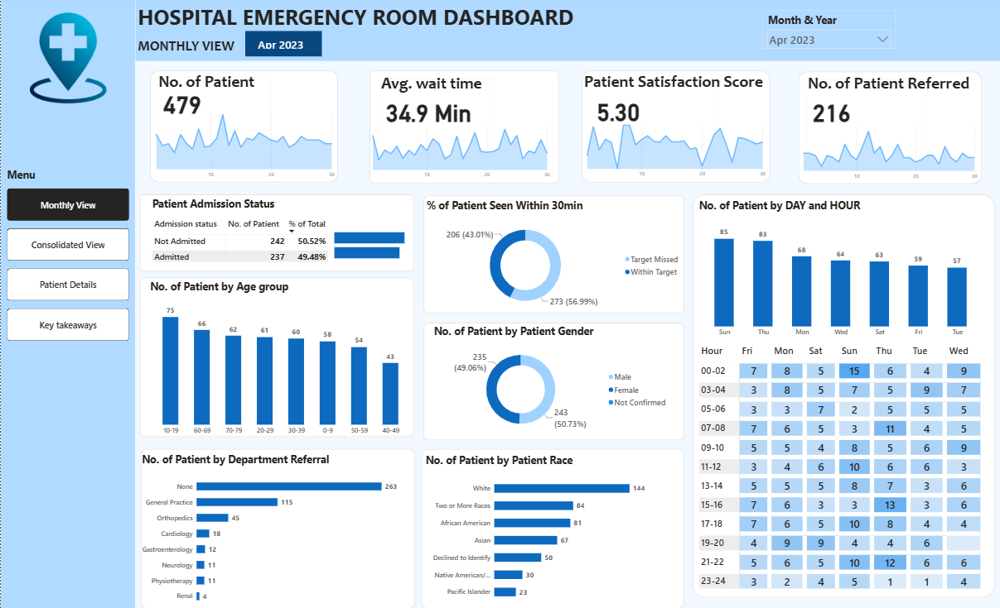 HOSPITAL EMERGENCY ROOM DASHBOARD
MONTHLY VIEW
Apr 2023
Month & Year
Apr 2023
Menu
Monthly View
Consolidated View
Patient Details
Key takeaways
No. of Patient
479
10 20 30
Avg. wait time
34.9 Min
10 20 30
Patient Satisfaction Score
5.30
10 20 30
No. of Patient Referred
216
10 20 30
Patient Admission Status
Admission status No. of Patient % of Total
Not Admitted 242 50.52%
Admitted 237 49.48%
No. of Patient by Age group
75 66 62 61 60 58 54 43
10-19 60-69 70-79 20-29 30-39 0-9 50-59 40-49
No. of Patient by Department Referral
None 263
General Practice 115
Orthopedics 45
Cardiology 18
Gastroenterology 12
Neurology 11
Physiotherapy 11
Renal 4
% of Patient Seen Within 30min
206 (43.01%)
273 (56.99%)
Target Missed
Within Target
No. of Patient by Patient Gender
235
(49.06%)
243
(50.73%)
Male
Female
Not Confirmed
No. of Patient by Patient Race
White 144
Two or More Races 84
African American 81
Asian 67
Declined to Identify 50
Native American/... 30
Pacific Islander 23
No. of Patient by DAY and HOUR
85 83 68 64 63 59 57
Sun Thu Mon Wed Sat Fri Tue
Hour Fri Mon Sat Sun Thu Tue Wed
00-02 7 8 5 15 6 4 9
03-04 3 8 5 7 5 9 7
05-06 3 3 7 2 5 5 5
07-08 7 6 5 3 11 4 5
09-10 5 5 4 8 5 6 9
11-12 3 4 6 10 6 6 3
13-14 5 5 5 8 7 3 6
15-16 7 6 3 3 13 3 6
17-18 7 6 5 10 8 4 4
19-20 4 9 9 4 4 6
21-22 5 6 5 10 12 6 6
23-24 3 2 4 5 1 1 4